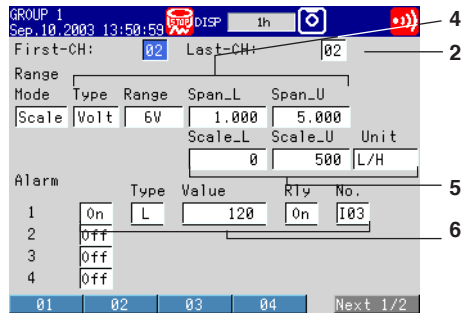 GROUP 1
Sep.10.2003 13:50:59 STOP DISP 1h
First-CH: 02 Last-CH: 02
Range
Mode Type Range Span_L Span_U
Scale Volt 6V 1.000 5.000
Scale_L Scale_U Unit
0 500 L/H
Alarm
Type Value Rly No.
1 On L 120 On I03
2 Off
3 Off
4 Off
01 02 03 04 Next 1/2
4
2
5
6